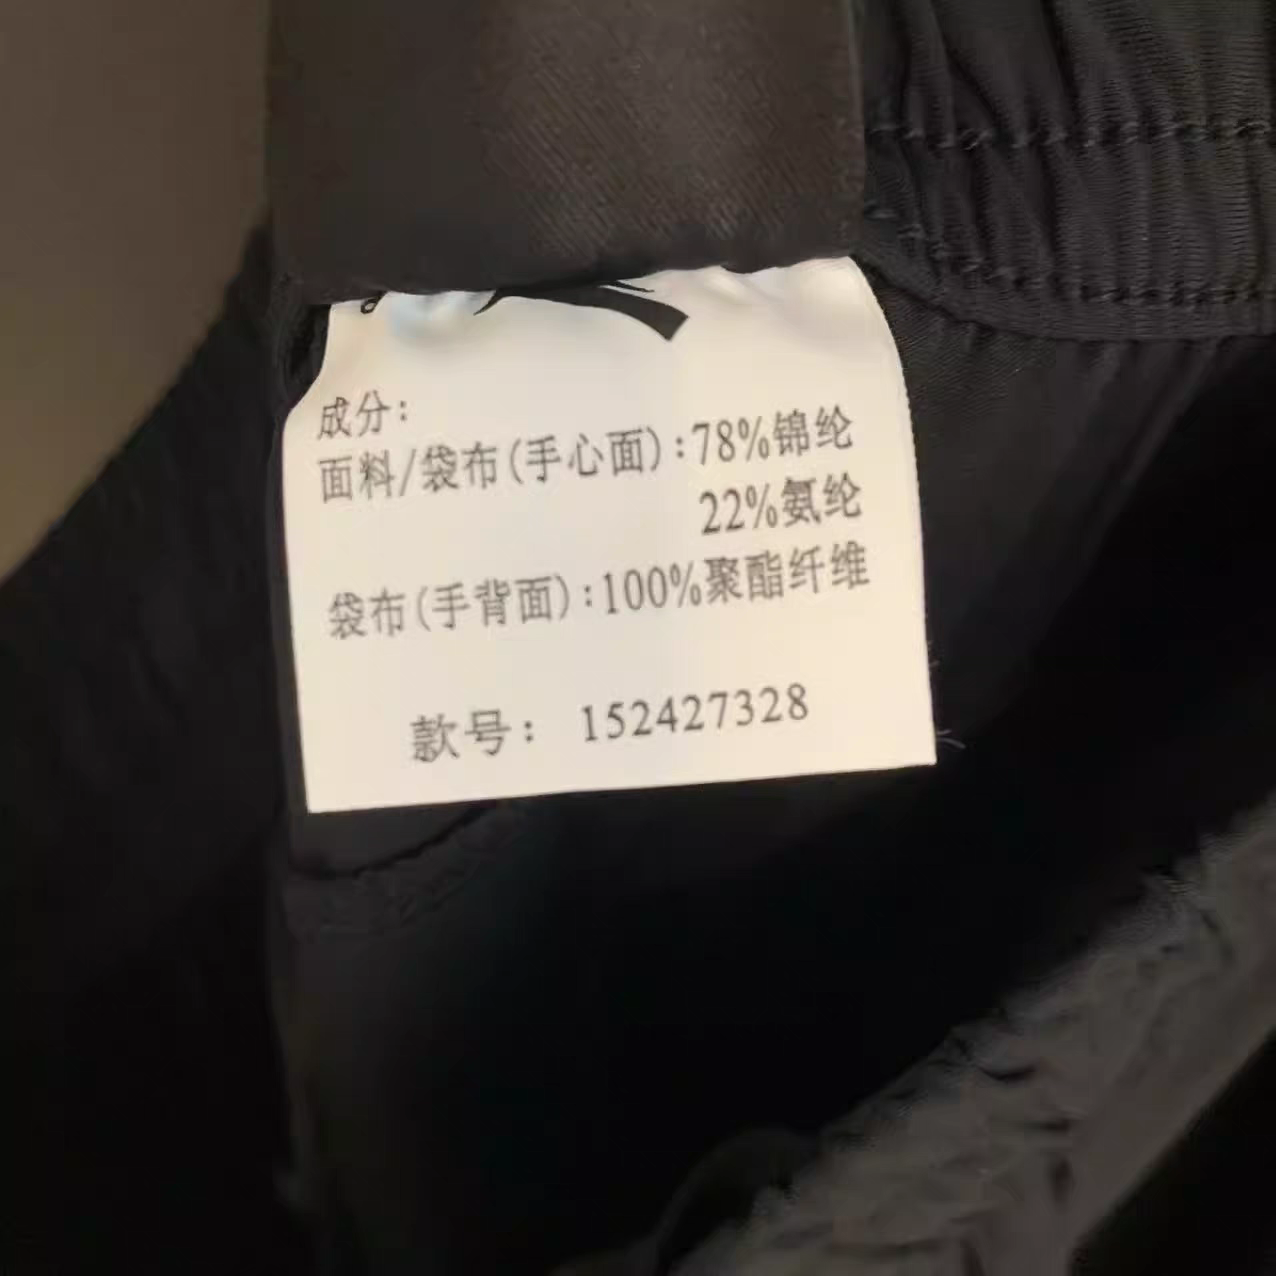 成分:
面料/袋布(手心面):78%锦纶
22%氨纶
袋布(手背面):100%聚酯纤维
款号: 152427328